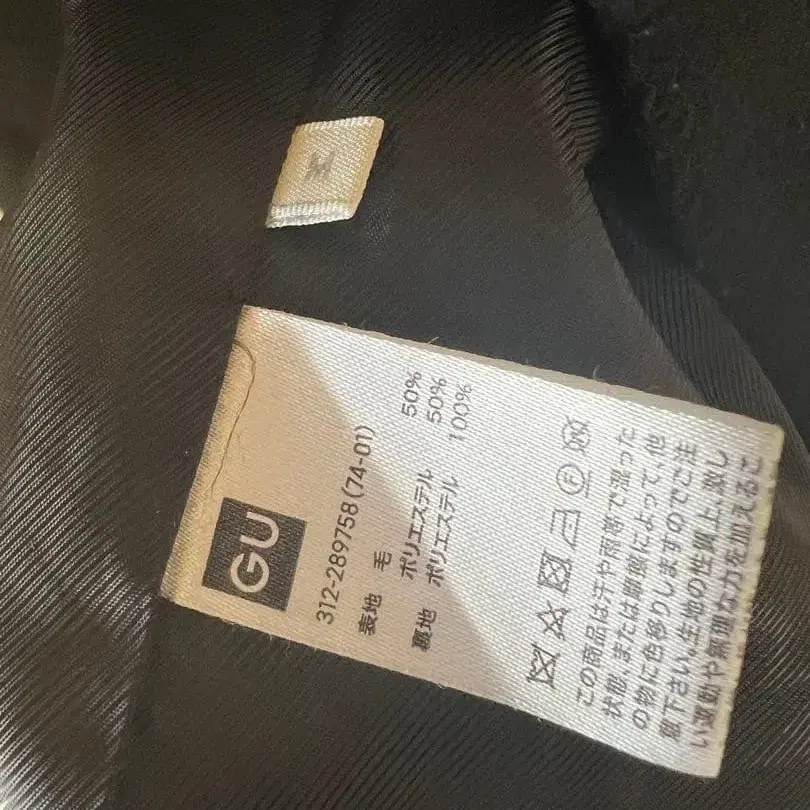 M
GU
312-289758(74-01)
表地 毛 50%
ポリエステル 50%
裏地 ポリエステル 100%
この商品は汗や雨等で湿った
状態、または摩擦によって、他
の物に色移りしますのでご注
意下さい。生地の性質上、激し
い運動や無理な力を加えるこ